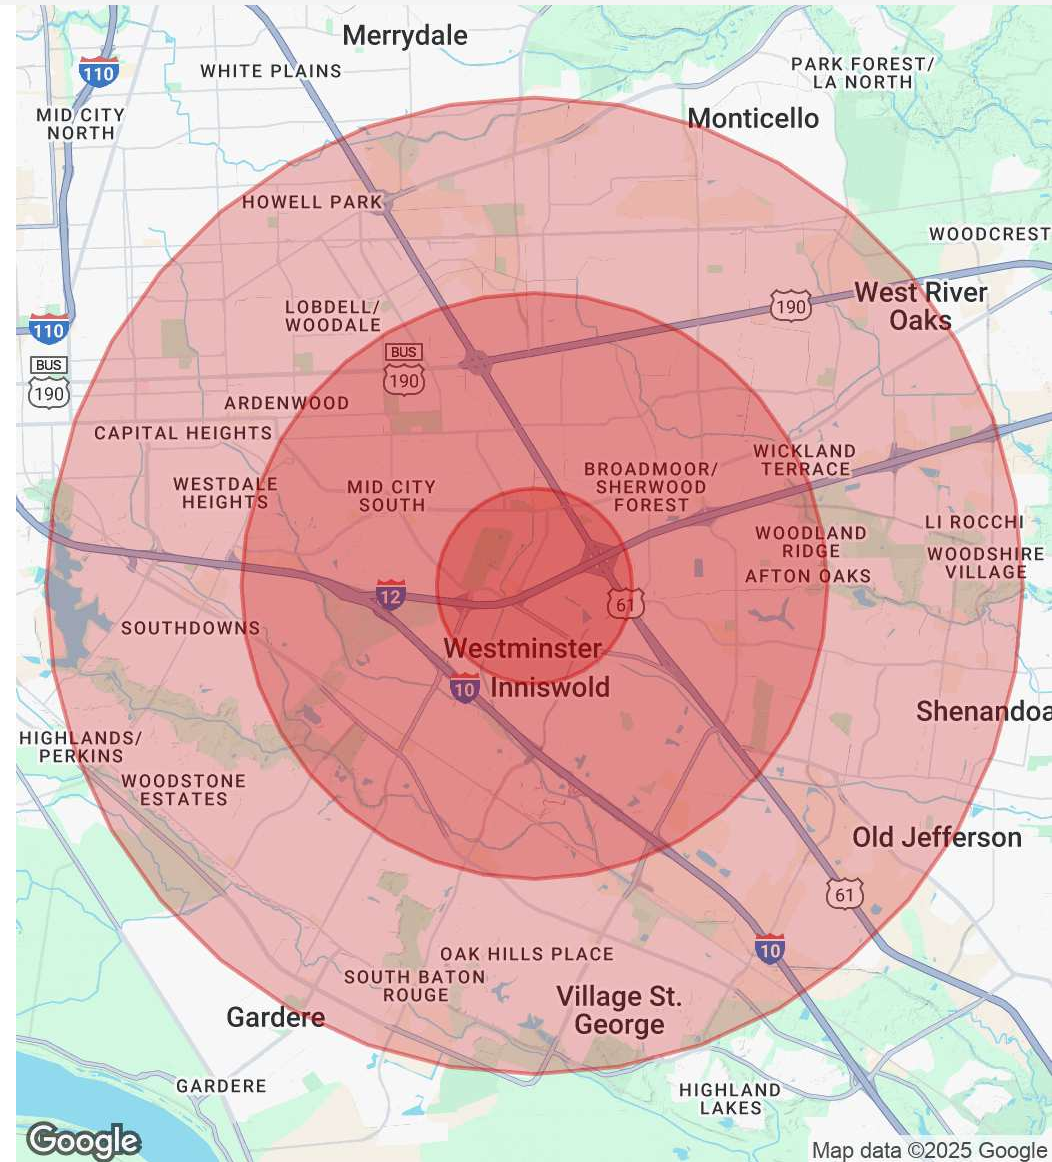 Merrydale
110
WHITE PLAINS
PARK FOREST/
LA NORTH
MID CITY
NORTH
Monticello
HOWELL PARK
WOODCREST
West River
Oaks
190
LOBDELL/
WOODALE
110
BUS
190
BUS
190
ARDENWOOD
CAPITAL HEIGHTS
WICKLAND
TERRACE
BROADMOOR/
SHERWOOD
FOREST
WESTDALE
HEIGHTS
MID CITY
SOUTH
LI ROCCHI
WOODLAND
RIDGE
WOODSHIRE
VILLAGE
AFTON OAKS
12
61
SOUTHDOWNS
Westminster
10
Inniswold
Shenandoa
HIGHLANDS/
PERKINS
WOODSTONE
ESTATES
Old Jefferson
61
10
OAK HILLS PLACE
SOUTH BATON
ROUGE
Village St.
George
Gardere
GARDERE
HIGHLAND
LAKES
Google
Map data ©2025 Google